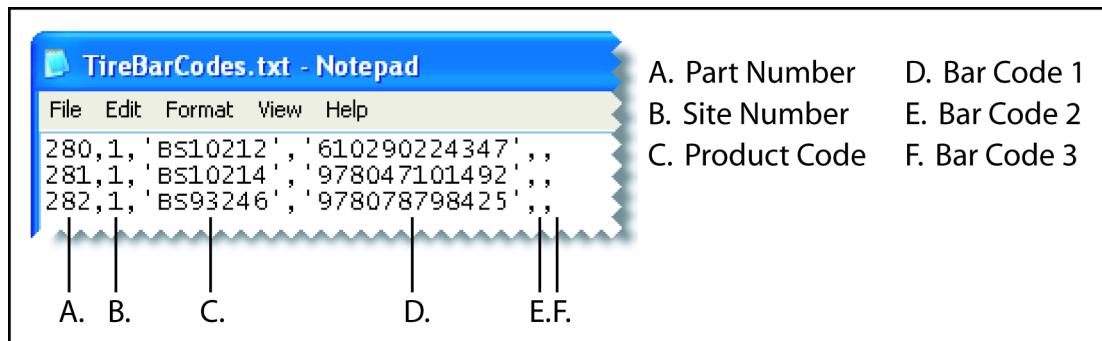 TireBarCodes.txt - Notepad
File Edit Format View Help
280,1,'BS10212','610290224347',,
281,1,'BS10214','978047101492',,
282,1,'BS93246','978078798425',,
A. B. C. D. E.F.
A. Part Number
B. Site Number
C. Product Code
D. Bar Code 1
E. Bar Code 2
F. Bar Code 3